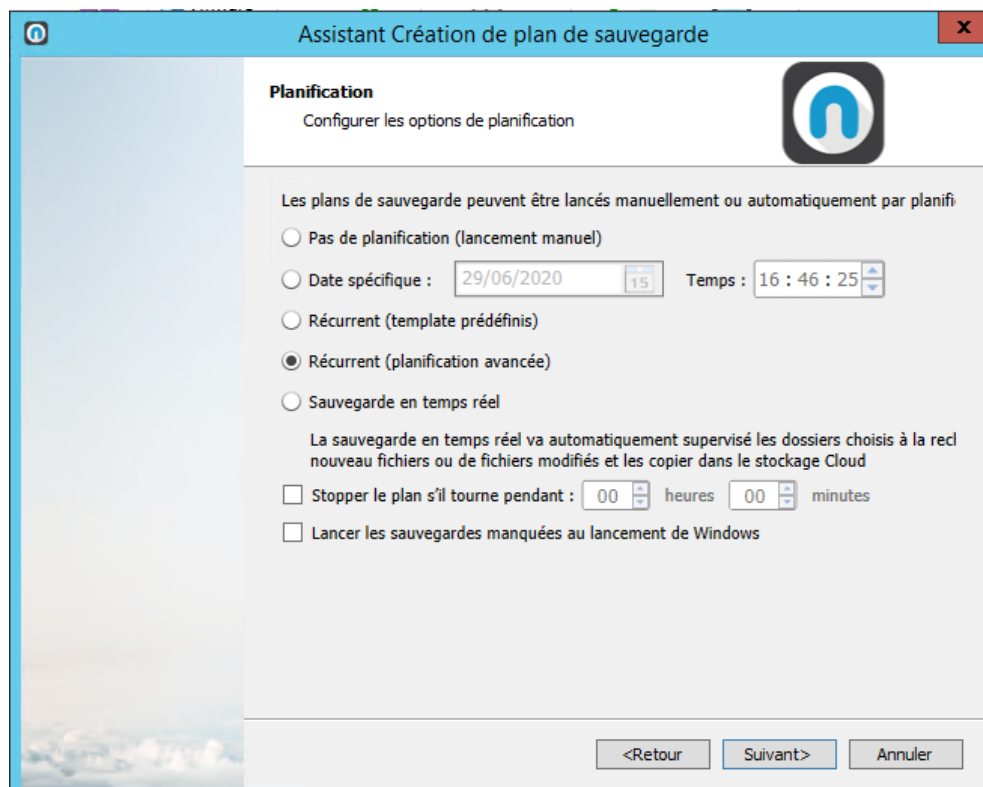 Assistant Création de plan de sauvegarde
x
Planification
Configurer les options de planification
Les plans de sauvegarde peuvent être lancés manuellement ou automatiquement par planifi
Pas de planification (lancement manuel)
Date spécifique : 29/06/2020 15 Temps : 16 : 46 : 25
Récurrent (template prédéfinis)
Récurrent (planification avancée)
Sauvegarde en temps réel
La sauvegarde en temps réel va automatiquement supervisé les dossiers choisis à la recl
nouveau fichiers ou de fichiers modifiés et les copier dans le stockage Cloud
Stopper le plan s'il tourne pendant : 00 heures 00 minutes
Lancer les sauvegardes manquées au lancement de Windows
<Retour Suivant> Annuler